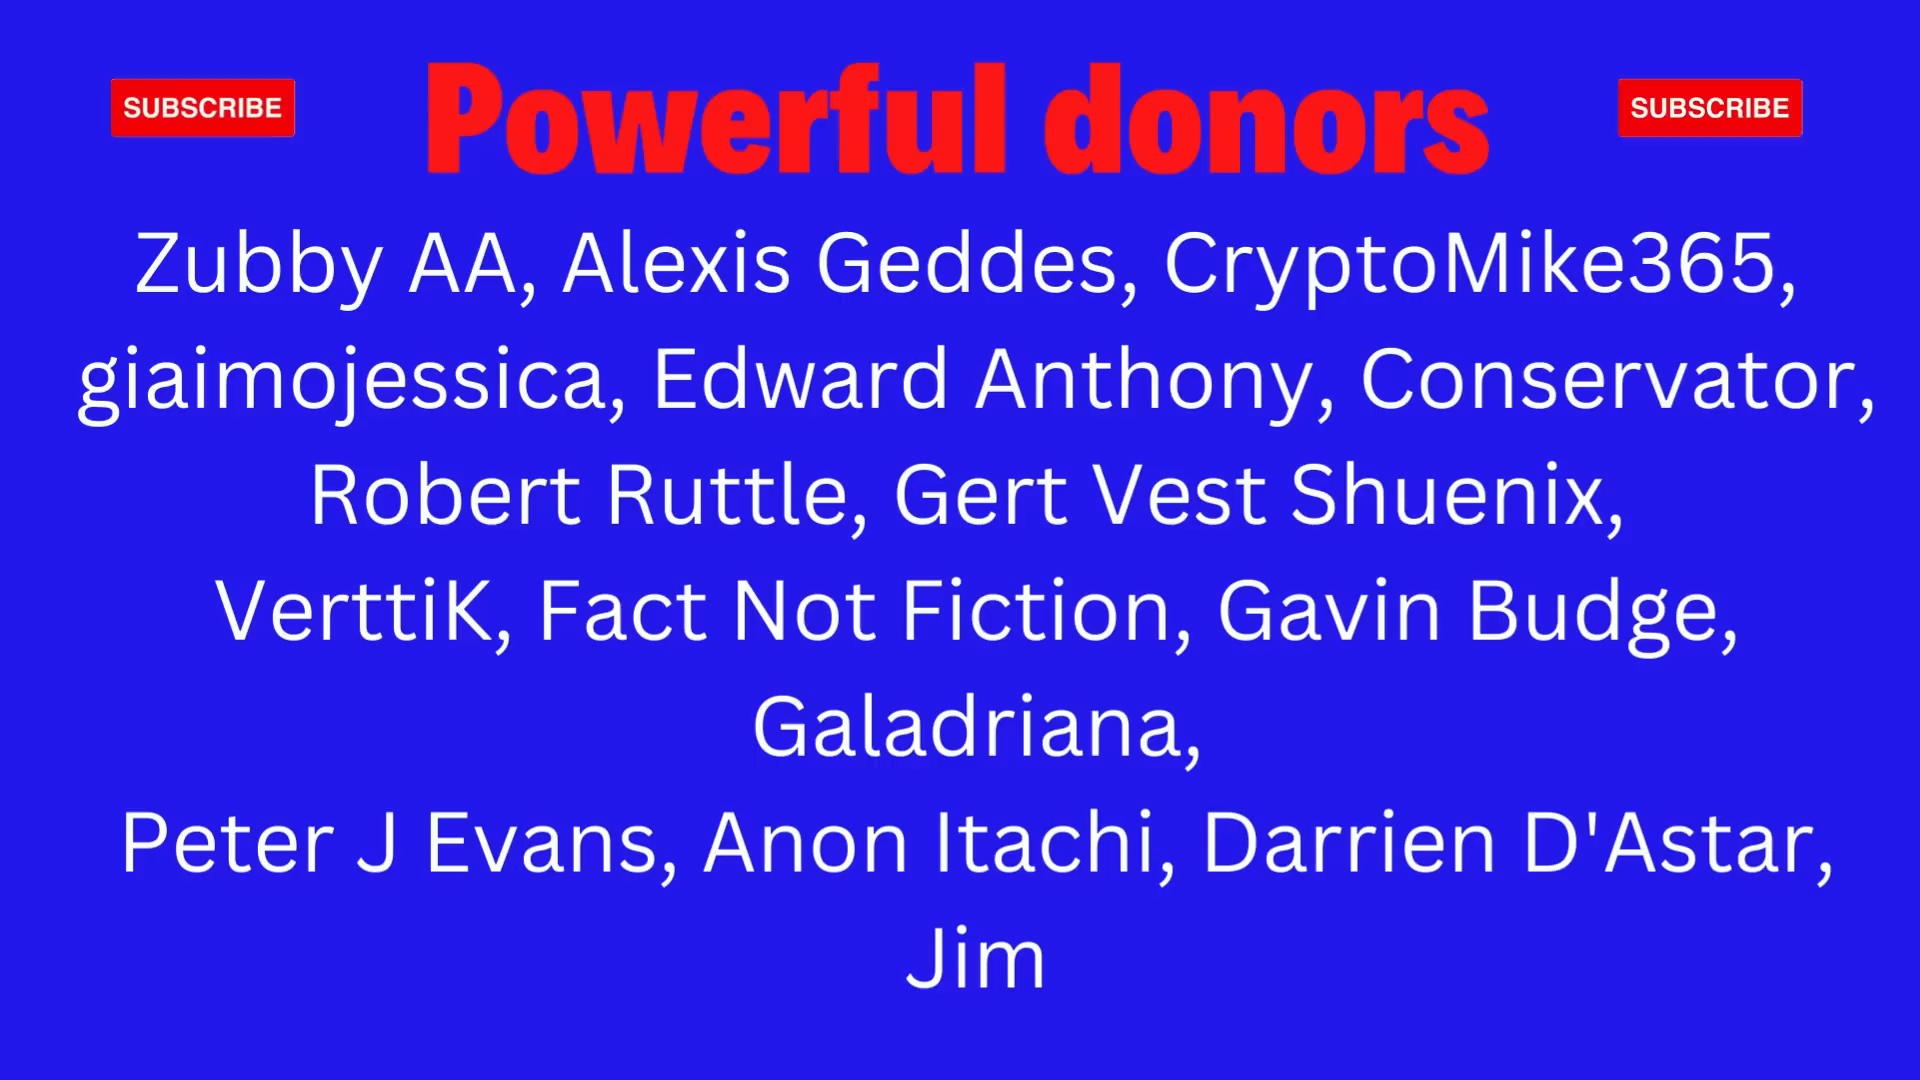 SUBSCRIBE
Powerful donors
SUBSCRIBE
Zubby AA, Alexis Geddes, CryptoMike365,
giaimojessica, Edward Anthony, Conservator,
Robert Ruttle, Gert Vest Shuenix,
VerttiK, Fact Not Fiction, Gavin Budge,
Galadriana,
Peter J Evans, Anon Itachi, Darrien D'Astar,
Jim